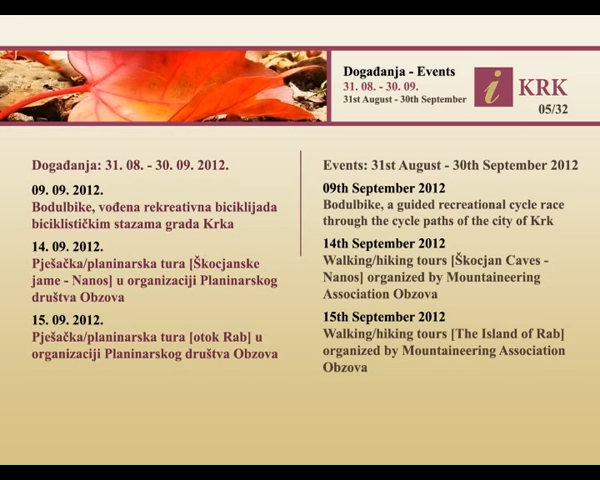 Događanja - Events
31. 08. - 30. 09.
31st August - 30th September
i KRK
05/32
Događanja: 31. 08. - 30. 09. 2012.
09. 09. 2012.
Bodulbike, vođena rekreativna biciklijada
biciklističkim stazama grada Krka
14. 09. 2012.
Pješačka/planinarska tura [Škocjanske
jame - Nanos] u organizaciji Planinarskog
društva Obzova
15. 09. 2012.
Pješačka/planinarska tura [otok Rab] u
organizaciji Planinarskog društva Obzova
Events: 31st August - 30th September 2012
09th September 2012
Bodulbike, a guided recreational cycle race
through the cycle paths of the city of Krk
14th September 2012
Walking/hiking tours [Škocjan Caves -
Nanos] organized by Mountaineering
Association Obzova
15th September 2012
Walking/hiking tours [The Island of Rab]
organized by Mountaineering Association
Obzova